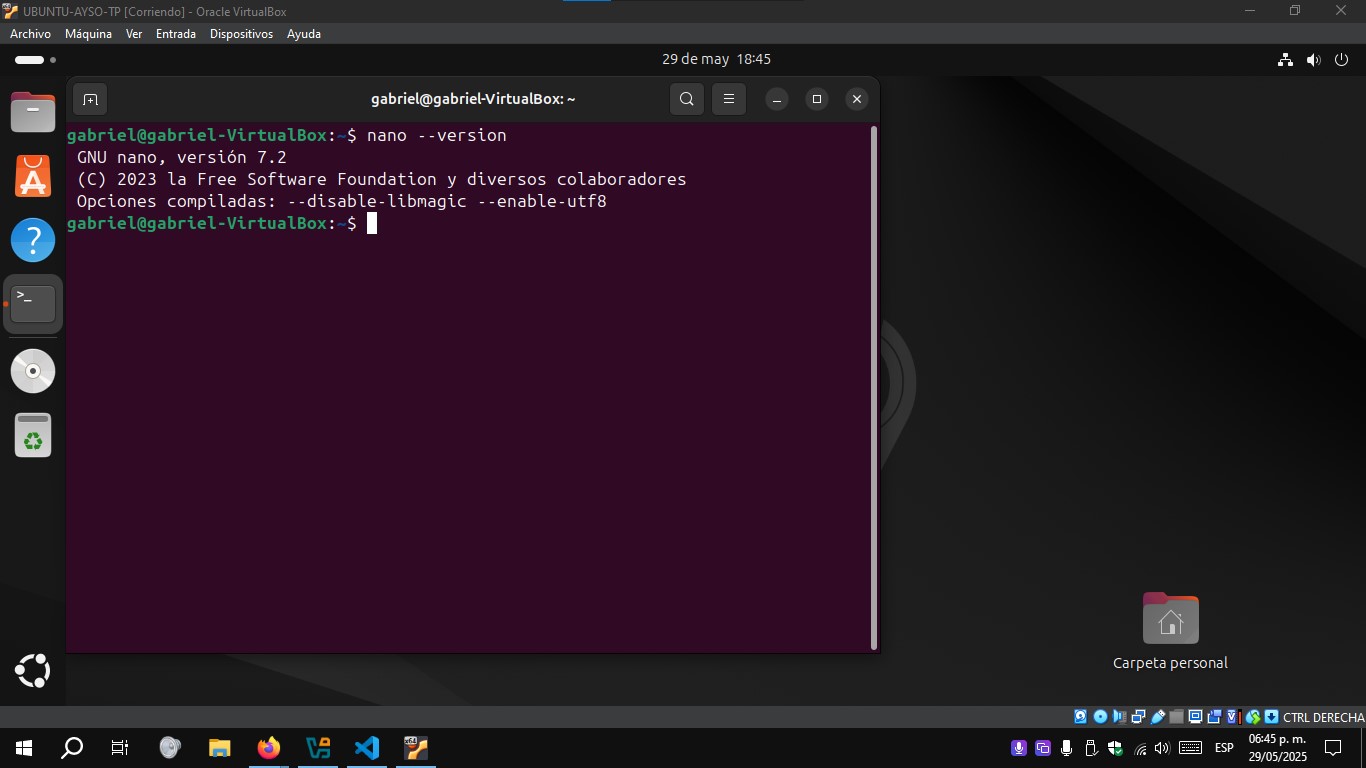 UBUNTU-AYSO-TP [Corriendo] - Oracle VirtualBox
Archivo Máquina Ver Entrada Dispositivos Ayuda
29 de may 18:45
gabriel@gabriel-VirtualBox: ~
gabriel@gabriel-VirtualBox:~$ nano --version
GNU nano, versión 7.2
(C) 2023 la Free Software Foundation y diversos colaboradores
Opciones compiladas: --disable-libmagic --enable-utf8
gabriel@gabriel-VirtualBox:~$
Carpeta personal
CTRL DERECHA
ESP
06:45 p. m.
29/05/2025